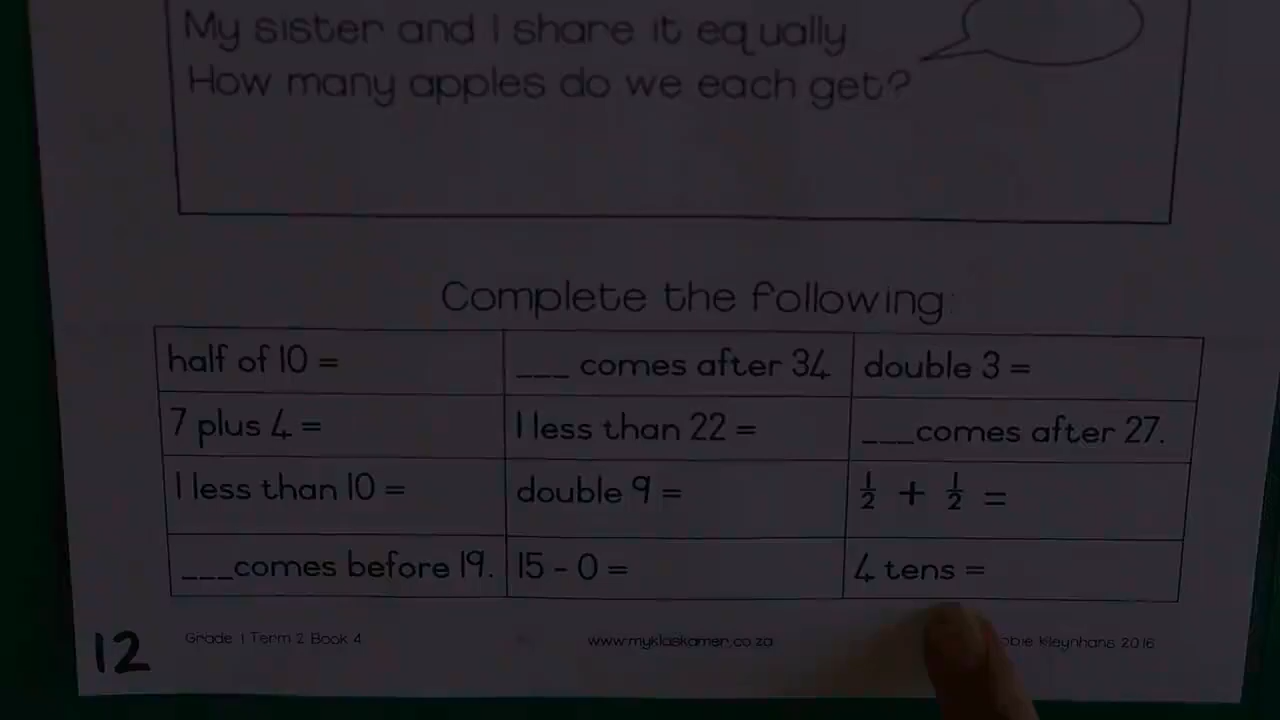 My sister and I share it equally
How many apples do we each get?
Complete the following:
half of 10 =
___ comes after 34
double 3 =
7 plus 4 =
1 less than 22 =
___comes after 27.
1 less than 10 =
double 9 =
½ + ½ =
___comes before 19.
15 - 0 =
4 tens =
12
Grade 1 Term 2 Book 4
www.myklaskamer.co.za
Kleynhans 2016